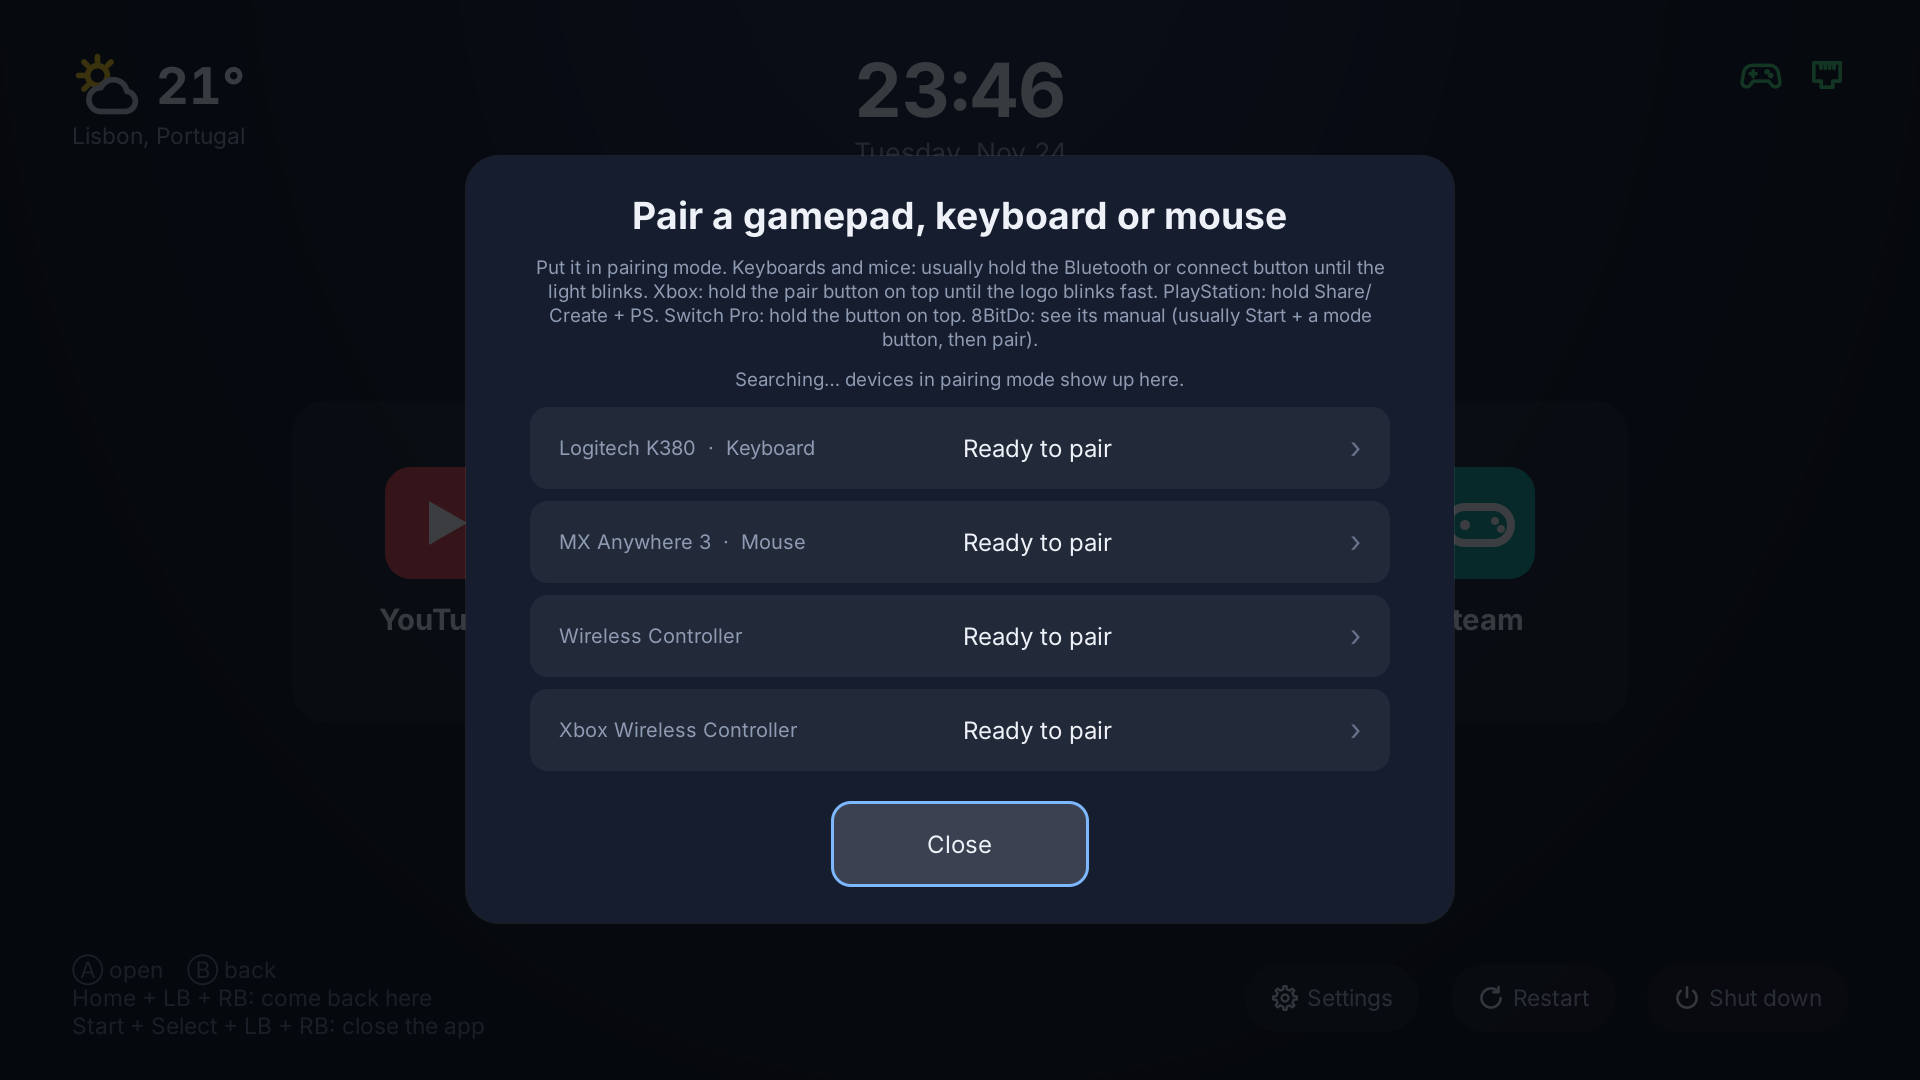 21°
Lisbon, Portugal
23:46
Tuesday, Nov 24
Pair a gamepad, keyboard or mouse
Put it in pairing mode. Keyboards and mice: usually hold the Bluetooth or connect button until the
light blinks. Xbox: hold the pair button on top until the logo blinks fast. PlayStation: hold Share/
Create + PS. Switch Pro: hold the button on top. 8BitDo: see its manual (usually Start + a mode
button, then pair).
Searching... devices in pairing mode show up here.
Logitech K380 · Keyboard Ready to pair
MX Anywhere 3 · Mouse Ready to pair
Wireless Controller Ready to pair
Xbox Wireless Controller Ready to pair
Close
YouTu
team
A open B back
Home + LB + RB: come back here
Start + Select + LB + RB: close the app
Settings
Restart
Shut down